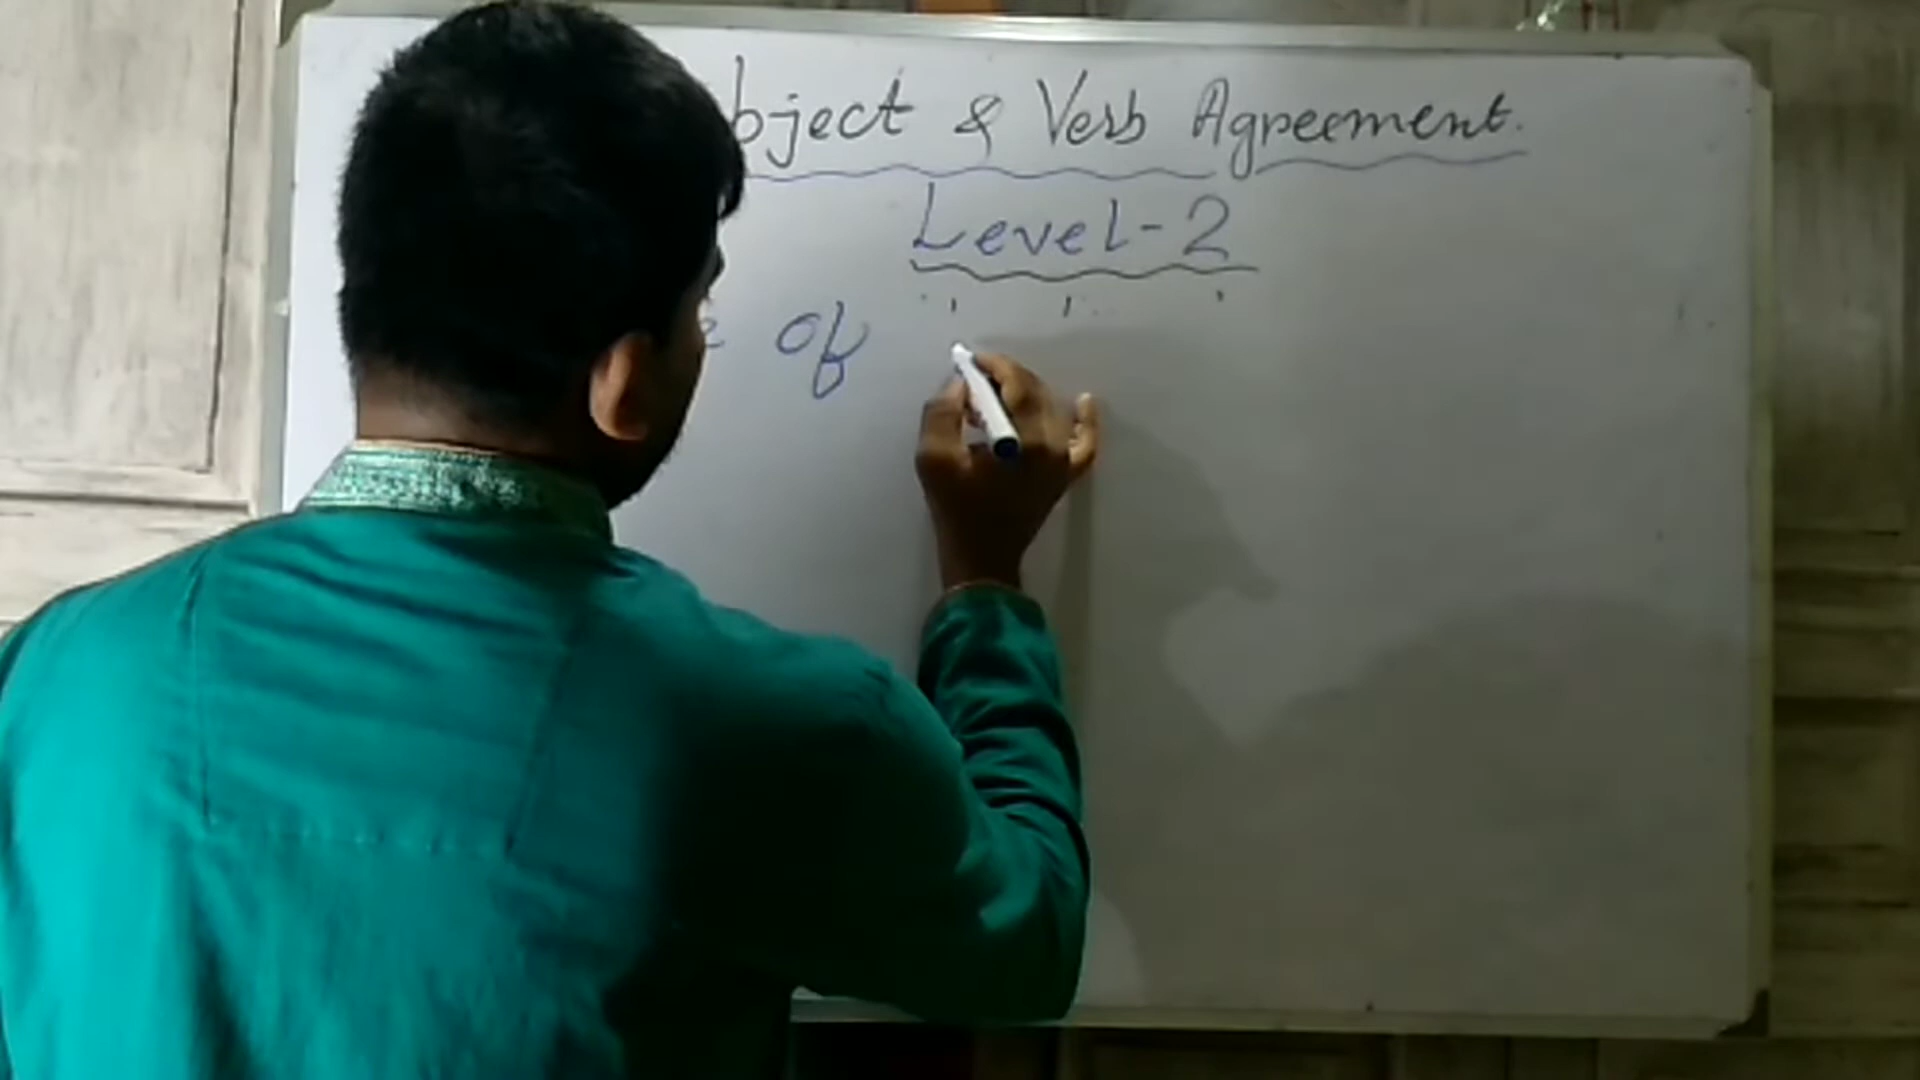 bject & Verb Agreement.
Level-2
of